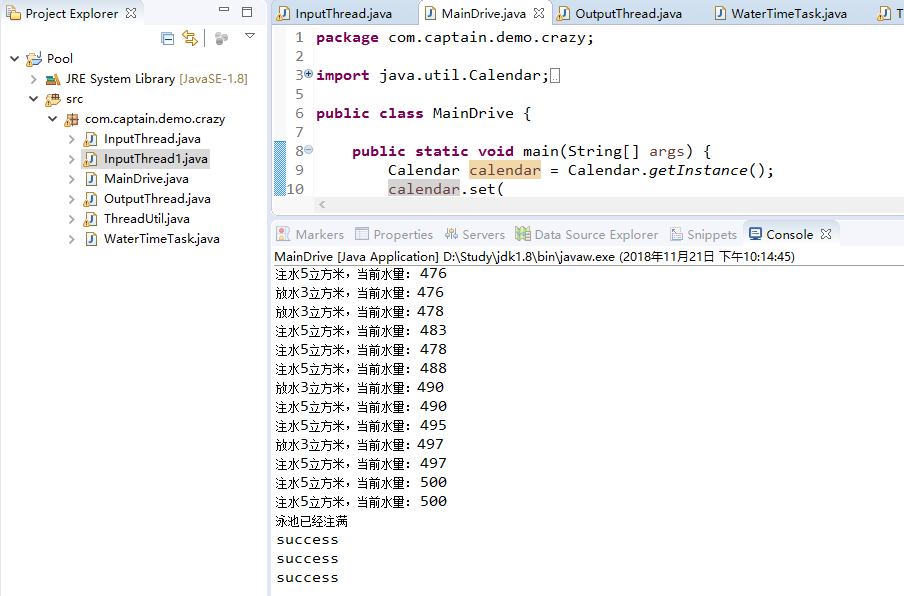 Project Explorer
Pool
JRE System Library [JavaSE-1.8]
src
com.captain.demo.crazy
InputThread.java
InputThread1.java
MainDrive.java
OutputThread.java
ThreadUtil.java
WaterTimeTask.java
InputThread.java MainDrive.java OutputThread.java WaterTimeTask.java T
1 package com.captain.demo.crazy;
2
3 import java.util.Calendar;
5
6 public class MainDrive {
7
8 public static void main(String[] args) {
9 Calendar calendar = Calendar.getInstance();
10 calendar.set(
Markers Properties Servers Data Source Explorer Snippets Console
MainDrive [Java Application] D:\Study\jdk1.8\bin\javaw.exe (2018年11月21日 下午10:14:45)
注水5立方米，当前水量：476
放水3立方米，当前水量：476
放水3立方米，当前水量：478
注水5立方米，当前水量：483
注水5立方米，当前水量：478
注水5立方米，当前水量：488
放水3立方米，当前水量：490
注水5立方米，当前水量：490
注水5立方米，当前水量：495
放水3立方米，当前水量：497
注水5立方米，当前水量：497
注水5立方米，当前水量：500
注水5立方米，当前水量：500
泳池已经注满
success
success
success